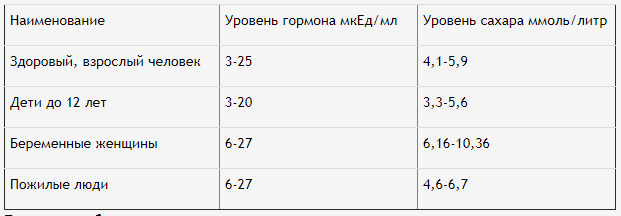 Наименование Уровень гормона мкЕд/мл Уровень сахара ммоль/литр
Здоровый, взрослый человек 3-25 4,1-5,9
Дети до 12 лет 3-20 3,3-5,6
Беременные женщины 6-27 6,16-10,36
Пожилые люди 6-27 4,6-6,7